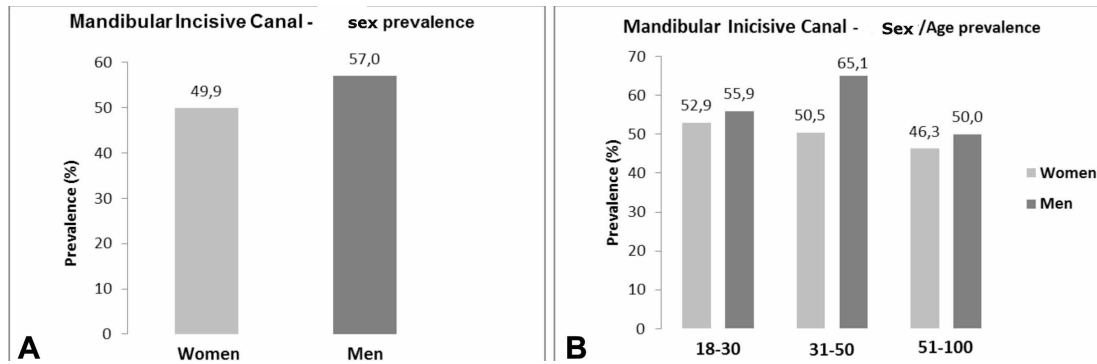 Mandibular Incisive Canal - sex prevalence
60
50
40
30
20
10
0
Prevalence (%)
49,9
57,0
Women
Men
A
Mandibular Inicisive Canal - Sex /Age prevalence
70
60
50
40
30
20
10
0
Prevalence (%)
52,9
55,9
50,5
65,1
46,3
50,0
18-30
31-50
51-100
Women
Men
B